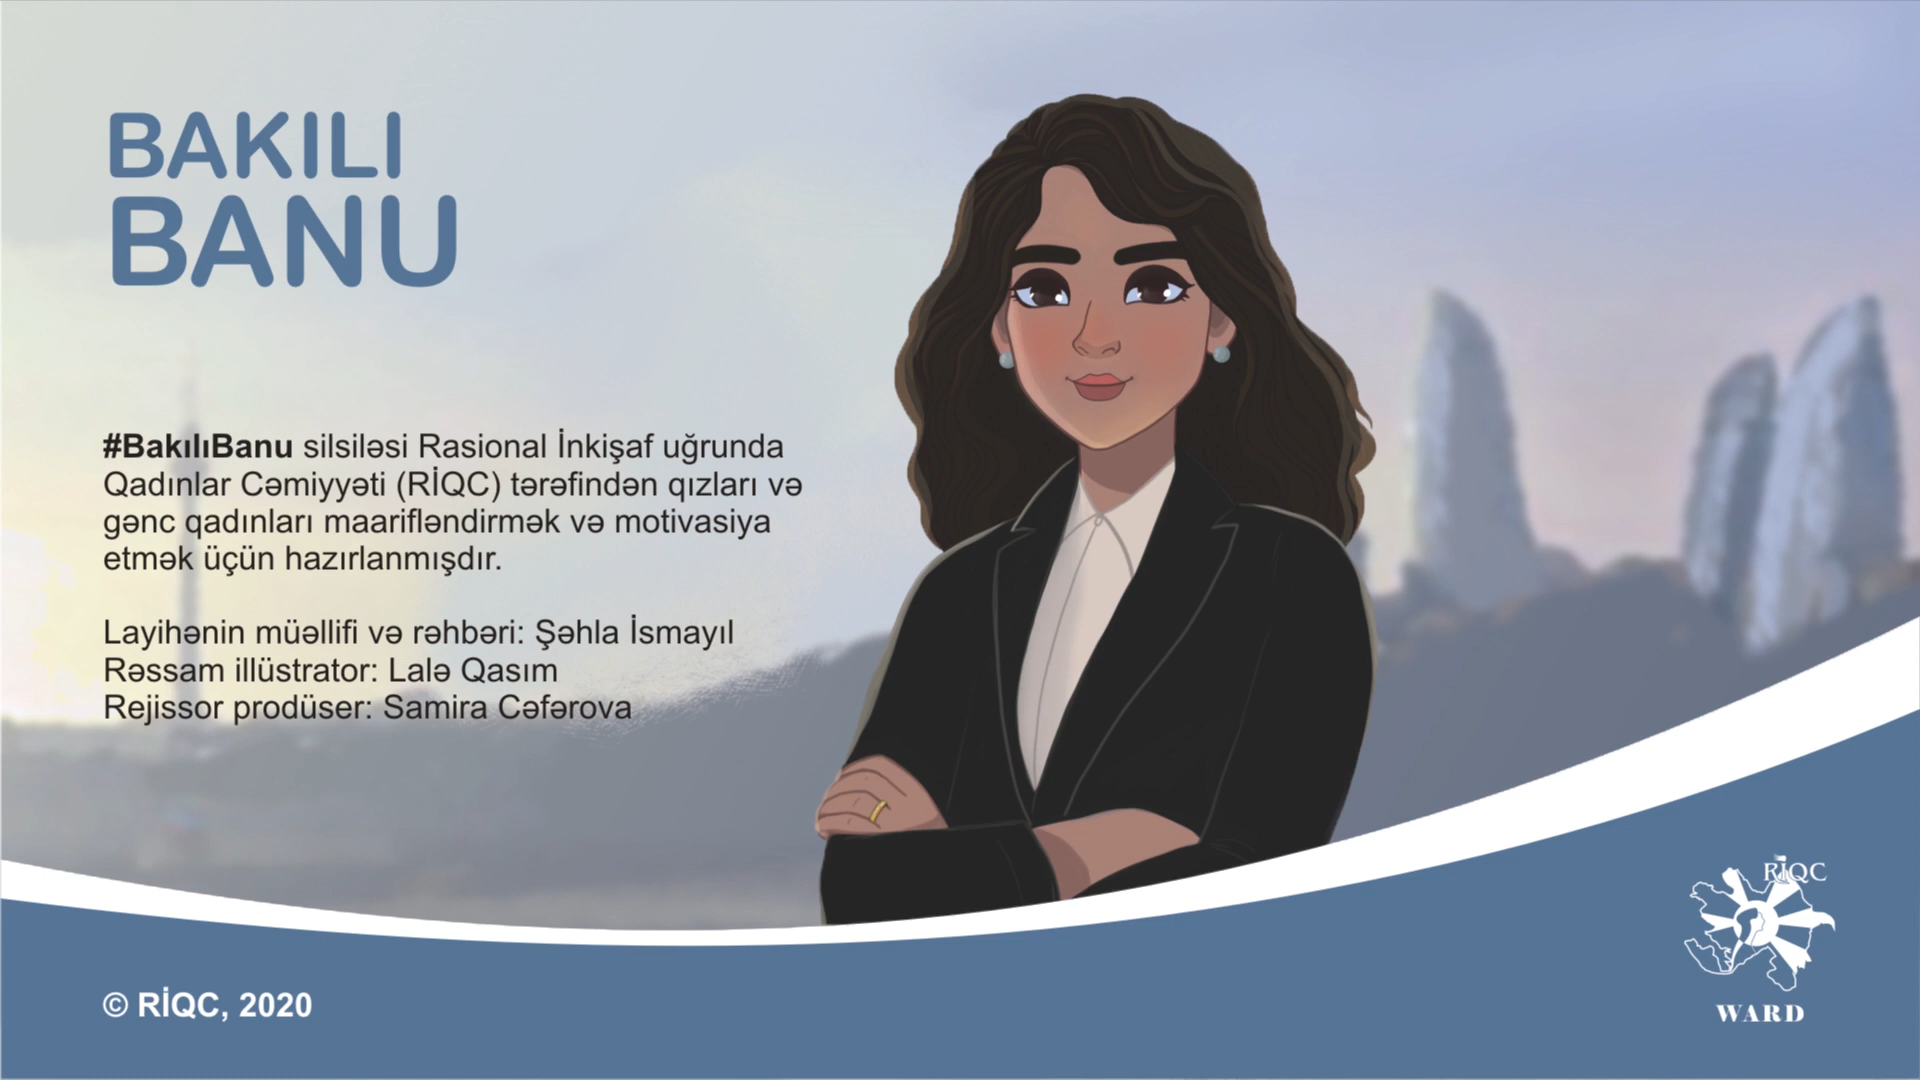 BAKILI
BANU
#BakılıBanu silsiləsi Rasional İnkişaf uğrunda
Qadınlar Cəmiyyəti (RİQC) tərəfindən qızları və
gənc qadınları maarifləndirmək və motivasiya
etmək üçün hazırlanmışdır.
Layihənin müəllifi və rəhbəri: Şəhla İsmayıl
Rəssam illüstrator: Lalə Qasım
Rejissor prodüser: Samira Cəfərova
© RİQC, 2020
RİQC
WARD